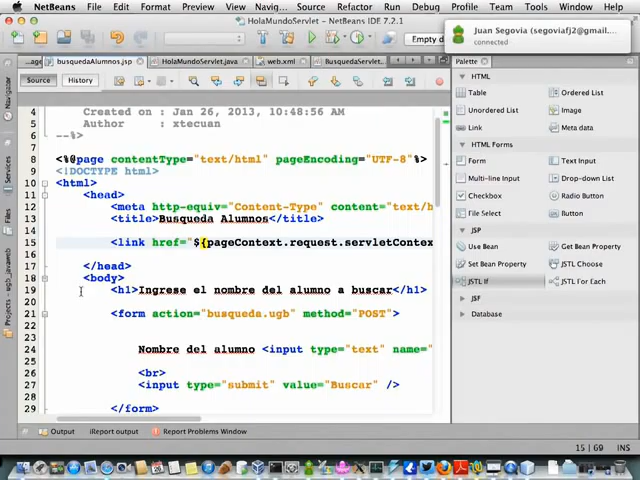 NetBeans File Edit View Navigate Source Refactor Run Debug Profile Team Tools Window Help
HolaMundoServlet - NetBeans IDE 7.2.1
Juan Segovia (segoviafj2@gmail....
connected
Empty d
...age busquedaAlumnos.jsp HolaMundoServlet.java web.xml BusquedaServlet.
Source History
Navigator
Services
Files
ugb_javaweb
4 Created on : Jan 26, 2013, 10:48:56 AM
5 Author : xtecuan
6 --%>
7
8 <%@page contentType="text/html" pageEncoding="UTF-8"%>
9 <!DOCTYPE html>
10 <html>
11 <head>
12 <meta http-equiv="Content-Type" content="text/h
13 <title>Busqueda Alumnos</title>
14
15 <link href="${pageContext.request.servletContex
16
17 </head>
18 <body>
19 <h1>Ingrese el nombre del alumno a buscar</h1>
20
21 <form action="busqueda.ugb" method="POST">
22
23
24 Nombre del alumno <input type="text" name="
26 <br>
27 <input type="submit" value="Buscar" />
28
29 </form>
Palette
HTML
Table Ordered List
Unordered List Image
Link Meta data
HTML Forms
Form Text Input
Multi-line Input Drop-down List
Checkbox Radio Button
File Select Button
JSP
Use Bean Get Bean Property
Set Bean Property JSTL Choose
JSTL If JSTL For Each
JSF
Database
Output iReport output Report Problems Window
15 | 69 INS